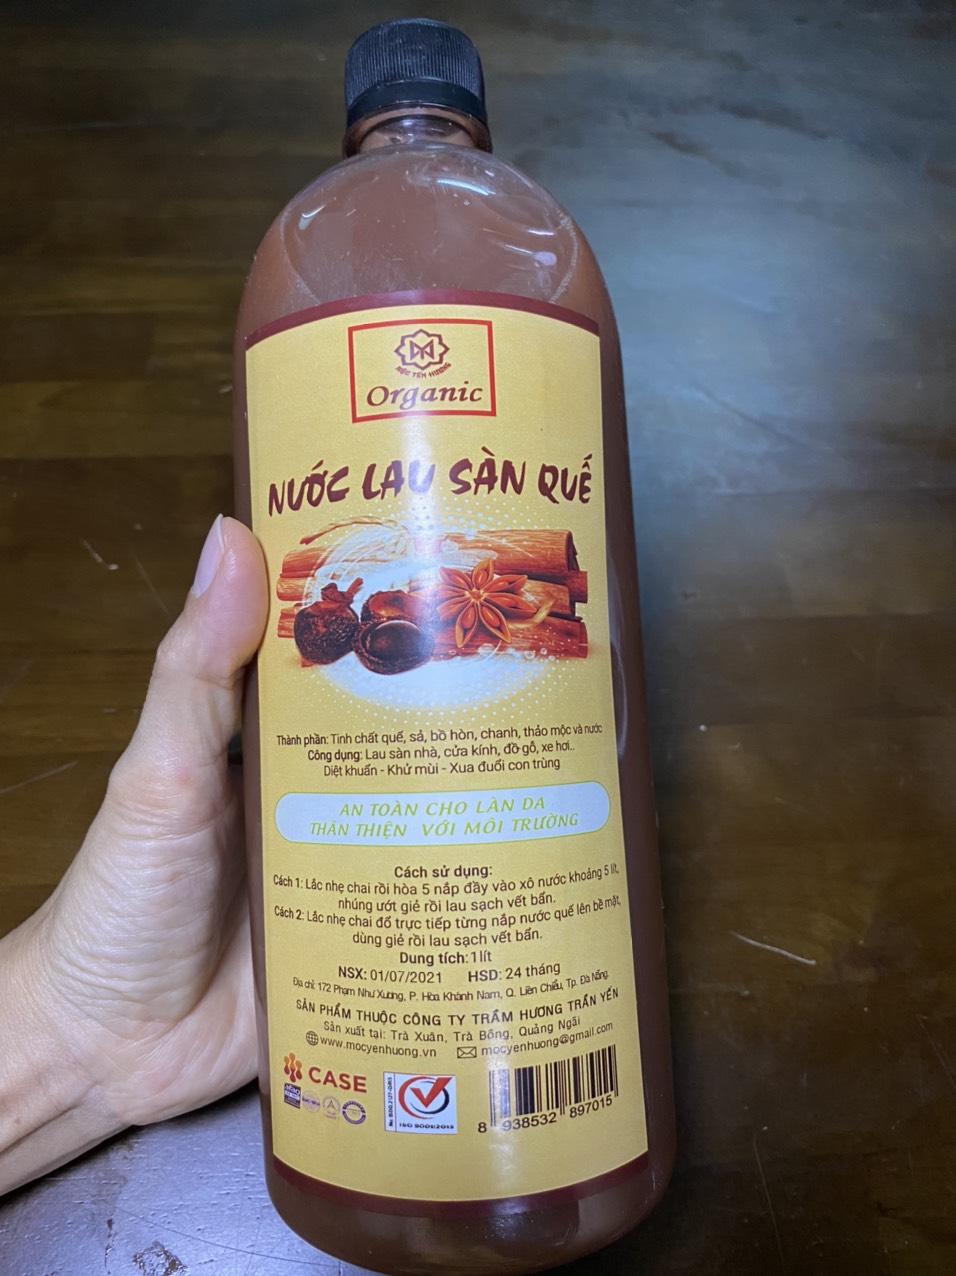 MỘC YẾN HƯƠNG
Organic
NƯỚC LAU SÀN QUẾ
Thành phần: Tinh chất quế, sả, bồ hòn, chanh, thảo mộc và nước
Công dụng: Lau sàn nhà, cửa kính, đồ gỗ, xe hơi..
Diệt khuẩn - Khử mùi - Xua đuổi con trùng
AN TOÀN CHO LÀN DA
THÂN THIỆN VỚI MÔI TRƯỜNG
Cách sử dụng:
Cách 1: Lắc nhẹ chai rồi hòa 5 nắp đầy vào xô nước khoảng 5 lít,
nhúng ướt giẻ rồi lau sạch vết bẩn.
Cách 2: Lắc nhẹ chai đổ trực tiếp từng nắp nước quế lên bề mặt,
dùng giẻ rồi lau sạch vết bẩn.
Dung tích: 1 lít
NSX: 01/07/2021 HSD: 24 tháng
Địa chỉ: 172 Phạm Như Xương, P. Hòa Khánh Nam, Q. Liên Chiểu, Tp. Đà Nẵng
SẢN PHẨM THUỘC CÔNG TY TRẦM HƯƠNG TRẦN YẾN
Sản xuất tại: Trà Xuân, Trà Bồng, Quảng Ngãi
www.mocyenhuong.vn mocyenhuong@gmail.com
CASE
ISO 9001:2015
8 938532 897015